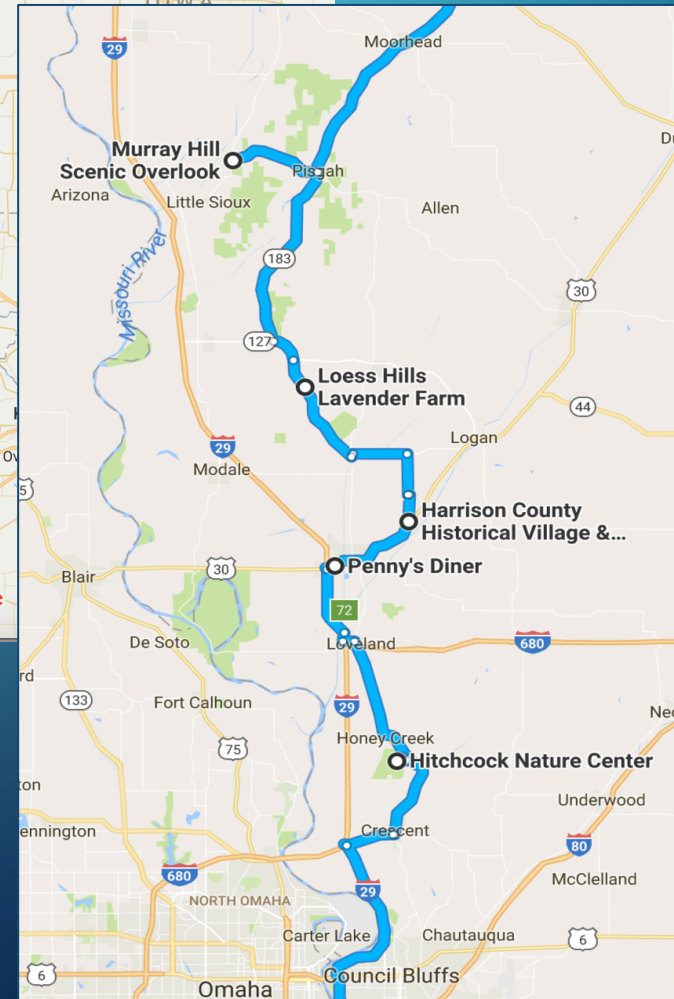 Moorhead
29
Murray Hill
Scenic Overlook
Pisgah
Arizona
Little Sioux
Allen
Missouri River
183
30
127
Loess Hills
Lavender Farm
44
29
Logan
Modale
Harrison County
Historical Village &...
Penny's Diner
30
Blair
72
De Soto
Loveland
680
133
Fort Calhoun
29
75
Honey Creek
Hitchcock Nature Center
Underwood
Crescent
80
680
McClelland
29
NORTH OMAHA
Carter Lake
Chautauqua
6
6
Council Bluffs
Omaha